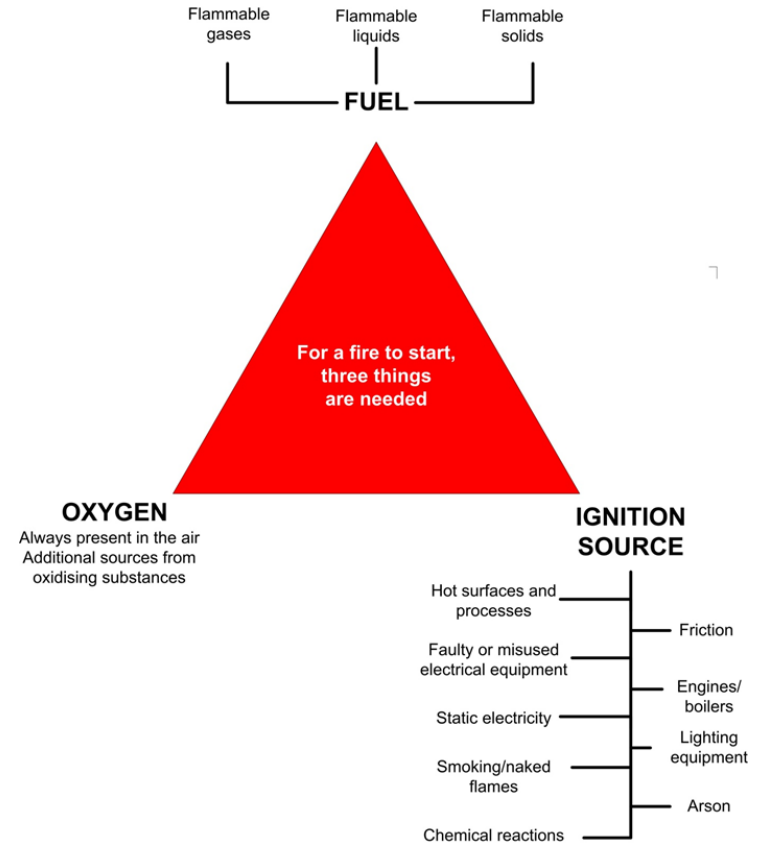 Flammable
gases
Flammable
liquids
Flammable
solids
FUEL
For a fire to start,
three things
are needed
OXYGEN
Always present in the air
Additional sources from
oxidising substances
IGNITION
SOURCE
Hot surfaces and
processes
Friction
Faulty or misused
electrical equipment
Engines/
boilers
Static electricity
Lighting
equipment
Smoking/naked
flames
Arson
Chemical reactions